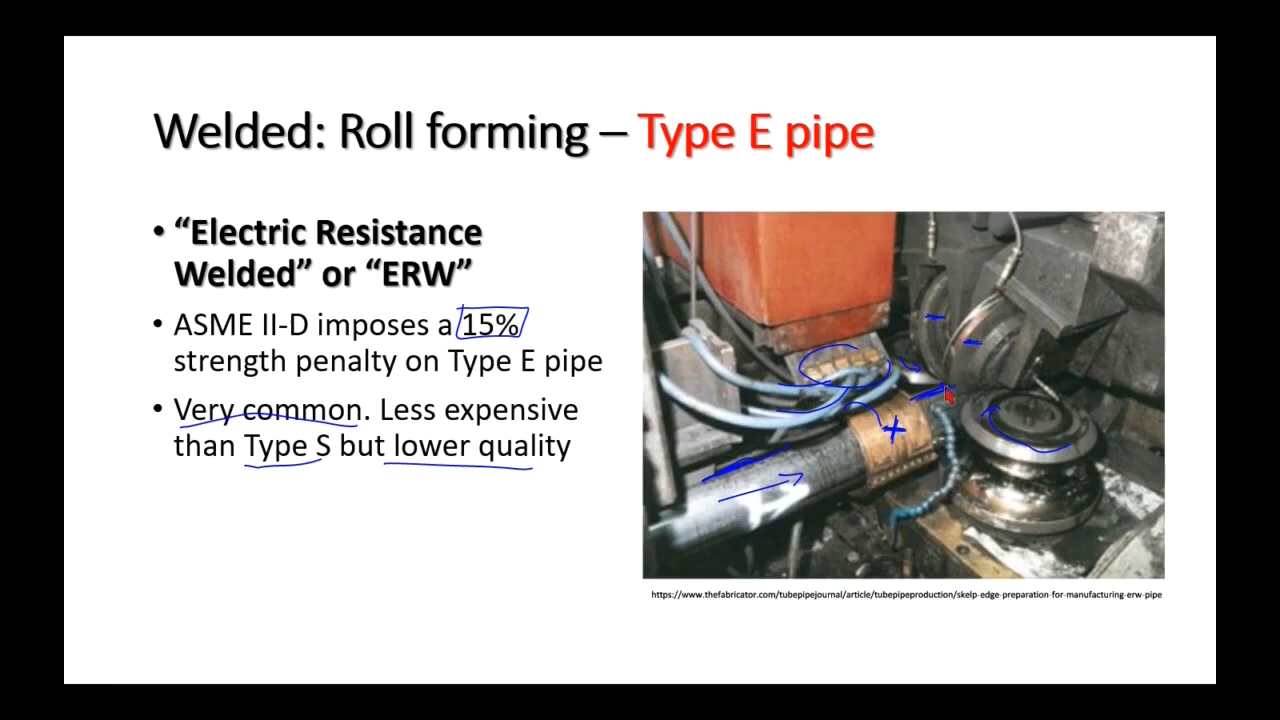 Welded: Roll forming – Type E pipe
• “Electric Resistance
Welded” or “ERW”
• ASME II-D imposes a 15%
strength penalty on Type E pipe
• Very common. Less expensive
than Type S but lower quality
+
https://www.thefabricator.com/tubepipejournal/article/tubepipeproduction/skelp-edge-preparation-for-manufacturing-erw-pipe